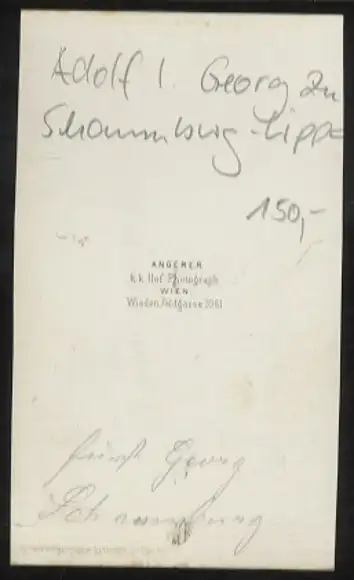 Adolf I. Georg zu
Schaumburg-Lippe
150,-
ANGERER
k.k. Hof Photograph
WIEN
Wieden, Feldgasse 1061
Fürst Georg
Schaumburg